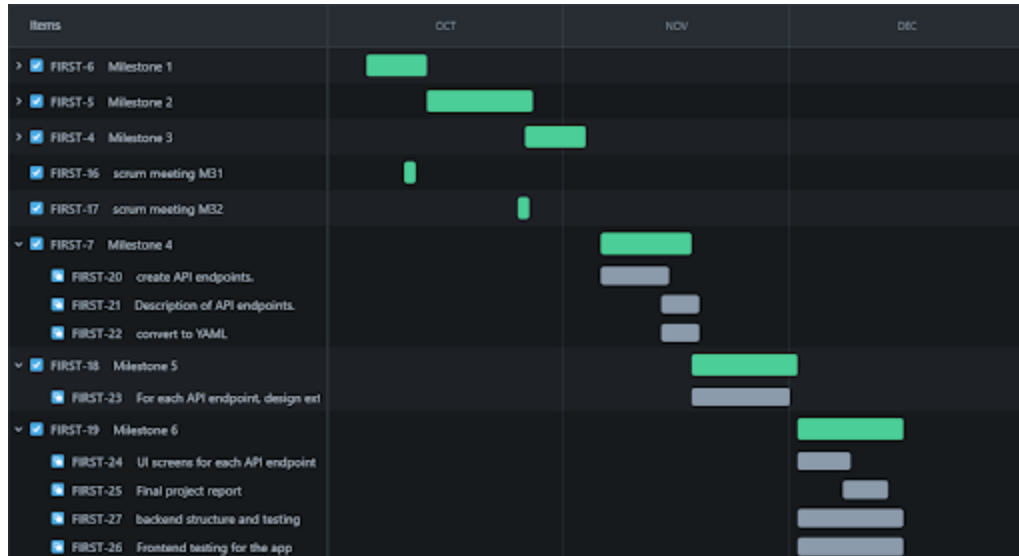 Items OCT NOV DEC
FIRST-6 Milestone 1
FIRST-5 Milestone 2
FIRST-4 Milestone 3
FIRST-16 scrum meeting M31
FIRST-17 scrum meeting M32
FIRST-7 Milestone 4
FIRST-20 create API endpoints.
FIRST-21 Description of API endpoints.
FIRST-22 convert to YAML
FIRST-18 Milestone 5
FIRST-23 For each API endpoint, design ext
FIRST-19 Milestone 6
FIRST-24 UI screens for each API endpoint
FIRST-25 Final project report
FIRST-27 backend structure and testing
FIRST-26 Frontend testing for the app